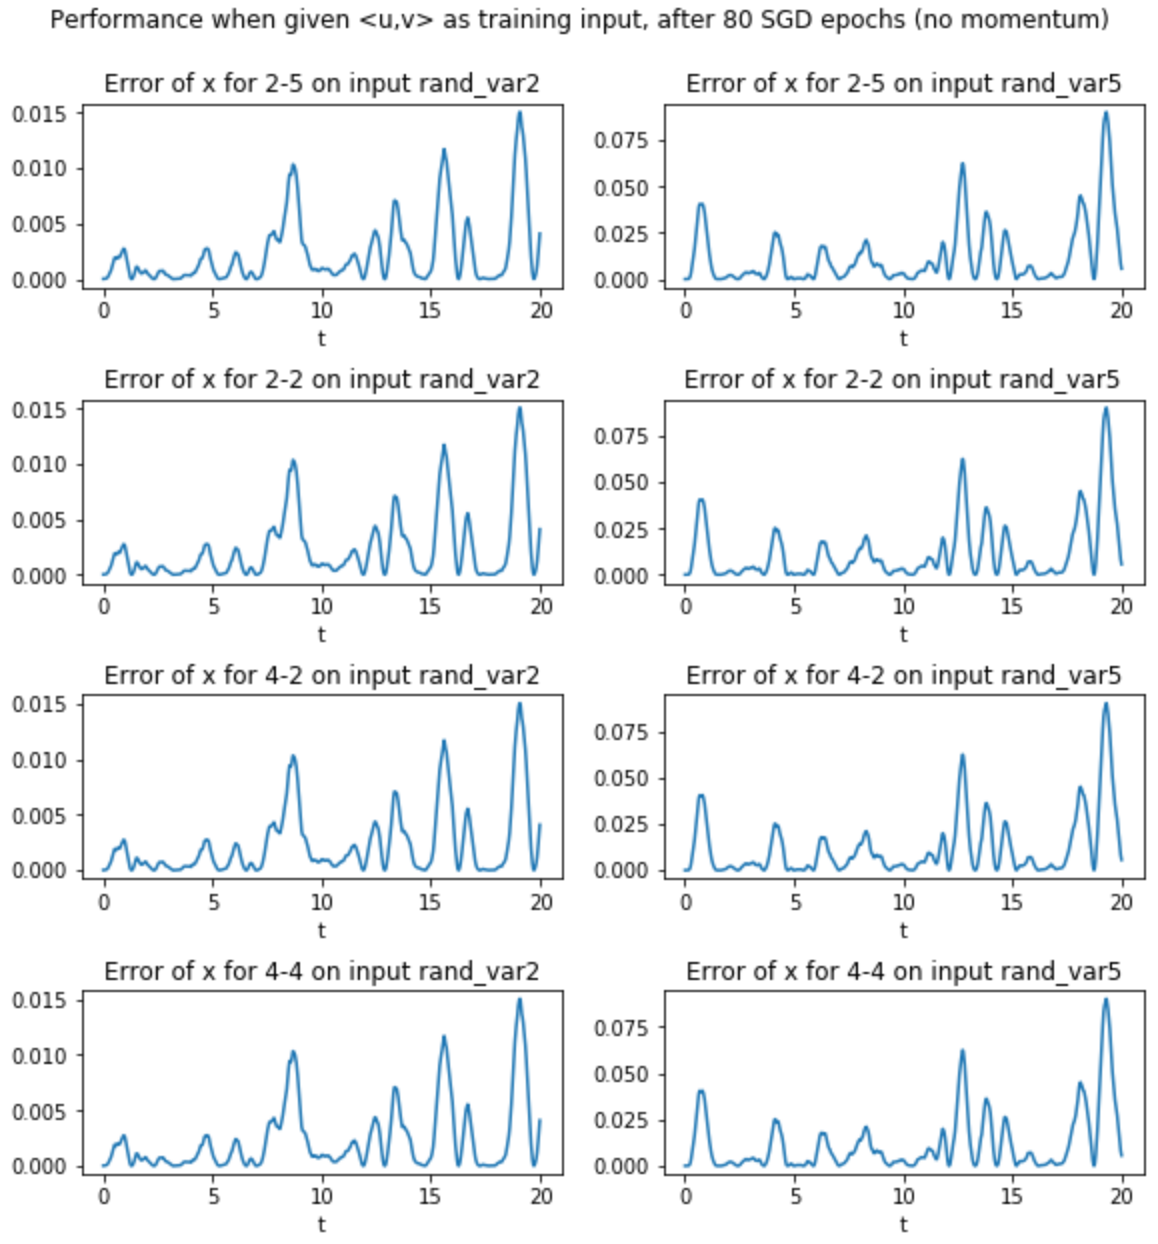 Performance when given <u,v> as training input, after 80 SGD epochs (no momentum)
Error of x for 2-5 on input rand_var2
0.015
0.010
0.005
0.000
0 5 10 15 20
t
Error of x for 2-5 on input rand_var5
0.075
0.050
0.025
0.000
0 5 10 15 20
t
Error of x for 2-2 on input rand_var2
0.015
0.010
0.005
0.000
0 5 10 15 20
t
Error of x for 2-2 on input rand_var5
0.075
0.050
0.025
0.000
0 5 10 15 20
t
Error of x for 4-2 on input rand_var2
0.015
0.010
0.005
0.000
0 5 10 15 20
t
Error of x for 4-2 on input rand_var5
0.075
0.050
0.025
0.000
0 5 10 15 20
t
Error of x for 4-4 on input rand_var2
0.015
0.010
0.005
0.000
0 5 10 15 20
t
Error of x for 4-4 on input rand_var5
0.075
0.050
0.025
0.000
0 5 10 15 20
t